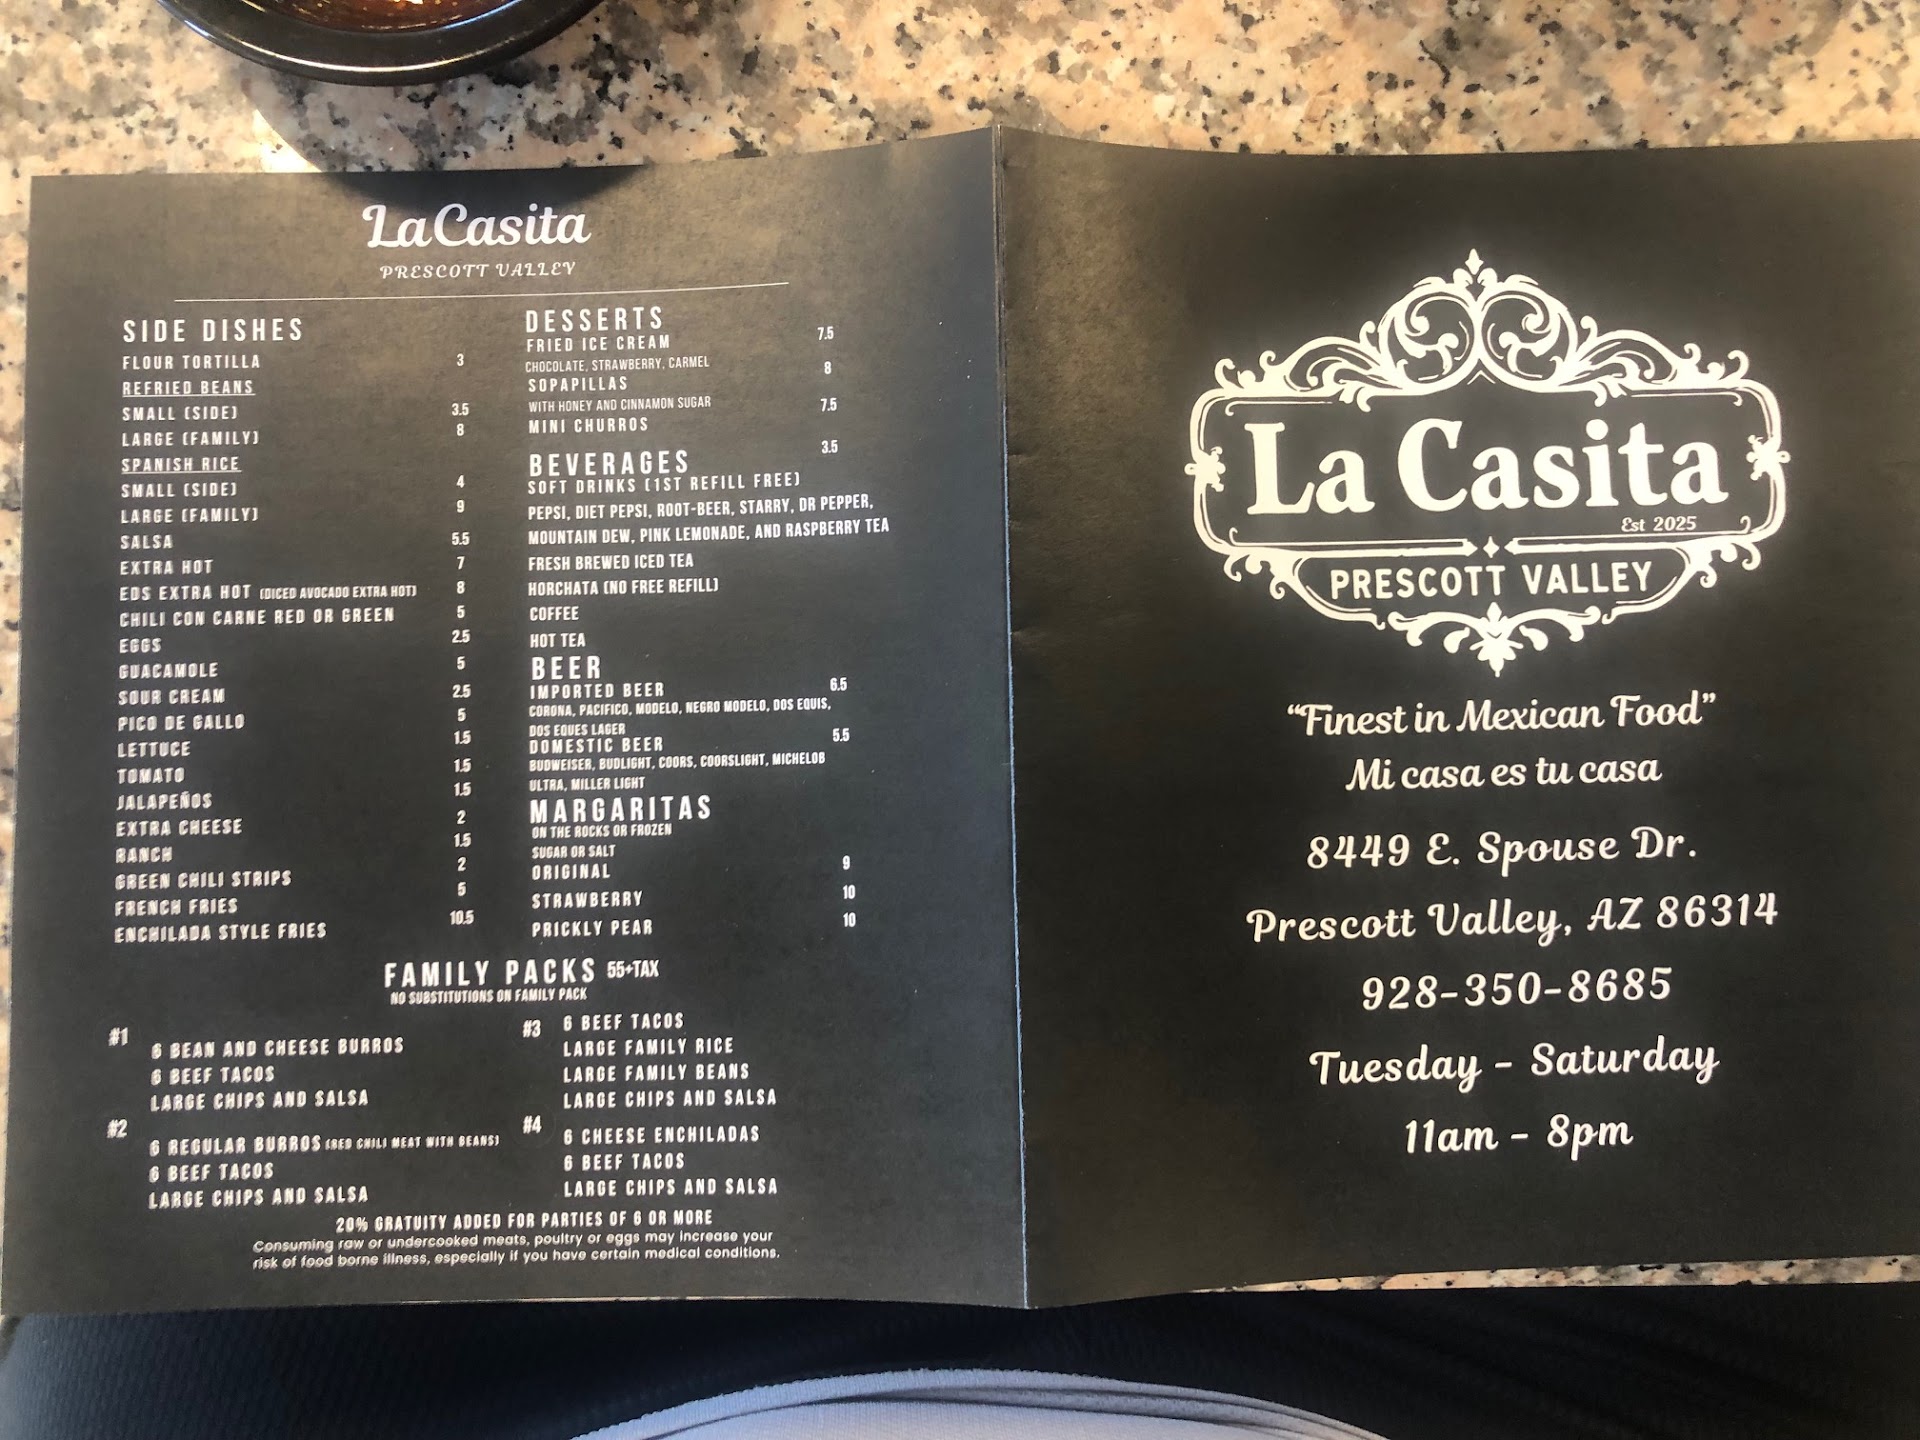 La Casita
PRESCOTT VALLEY
SIDE DISHES
FLOUR TORTILLA 3
REFRIED BEANS
SMALL (SIDE) 3.5
LARGE (FAMILY) 8
SPANISH RICE
SMALL (SIDE) 4
LARGE (FAMILY) 9
SALSA 5.5
EXTRA HOT 7
EDS EXTRA HOT (DICED AVOCADO EXTRA HOT) 8
CHILI CON CARNE RED OR GREEN 5
EGGS 2.5
GUACAMOLE 5
SOUR CREAM 2.5
PICO DE GALLO 5
LETTUCE 1.5
TOMATO 1.5
JALAPEÑOS 1.5
EXTRA CHEESE 2
RANCH 1.5
GREEN CHILI STRIPS 2
FRENCH FRIES 5
ENCHILADA STYLE FRIES 10.5
DESSERTS
FRIED ICE CREAM 7.5
CHOCOLATE, STRAWBERRY, CARMEL
SOPAPILLAS 8
WITH HONEY AND CINNAMON SUGAR
MINI CHURROS 7.5
BEVERAGES 3.5
SOFT DRINKS (1ST REFILL FREE)
PEPSI, DIET PEPSI, ROOT-BEER, STARRY, DR PEPPER,
MOUNTAIN DEW, PINK LEMONADE, AND RASPBERRY TEA
FRESH BREWED ICED TEA
HORCHATA (NO FREE REFILL)
COFFEE
HOT TEA
BEER
IMPORTED BEER 6.5
CORONA, PACIFICO, MODELO, NEGRO MODELO, DOS EQUIS,
DOS EQUES LAGER
DOMESTIC BEER 5.5
BUDWEISER, BUDLIGHT, COORS, COORSLIGHT, MICHELOB
ULTRA, MILLER LIGHT
MARGARITAS
ON THE ROCKS OR FROZEN
SUGAR OR SALT
ORIGINAL 9
STRAWBERRY 10
PRICKLY PEAR 10
FAMILY PACKS 55+TAX
NO SUBSTITUTIONS ON FAMILY PACK
#1
6 BEAN AND CHEESE BURROS
6 BEEF TACOS
LARGE CHIPS AND SALSA
#2
6 REGULAR BURROS (RED CHILI MEAT WITH BEANS)
6 BEEF TACOS
LARGE CHIPS AND SALSA
#3 6 BEEF TACOS
LARGE FAMILY RICE
LARGE FAMILY BEANS
LARGE CHIPS AND SALSA
#4 6 CHEESE ENCHILADAS
6 BEEF TACOS
LARGE CHIPS AND SALSA
20% GRATUITY ADDED FOR PARTIES OF 6 OR MORE
Consuming raw or undercooked meats, poultry or eggs may increase your
risk of food borne illness, especially if you have certain medical conditions.
La Casita
Est 2025
PRESCOTT VALLEY
“Finest in Mexican Food”
Mi casa es tu casa
8449 E. Spouse Dr.
Prescott Valley, AZ 86314
928-350-8685
Tuesday - Saturday
11am - 8pm